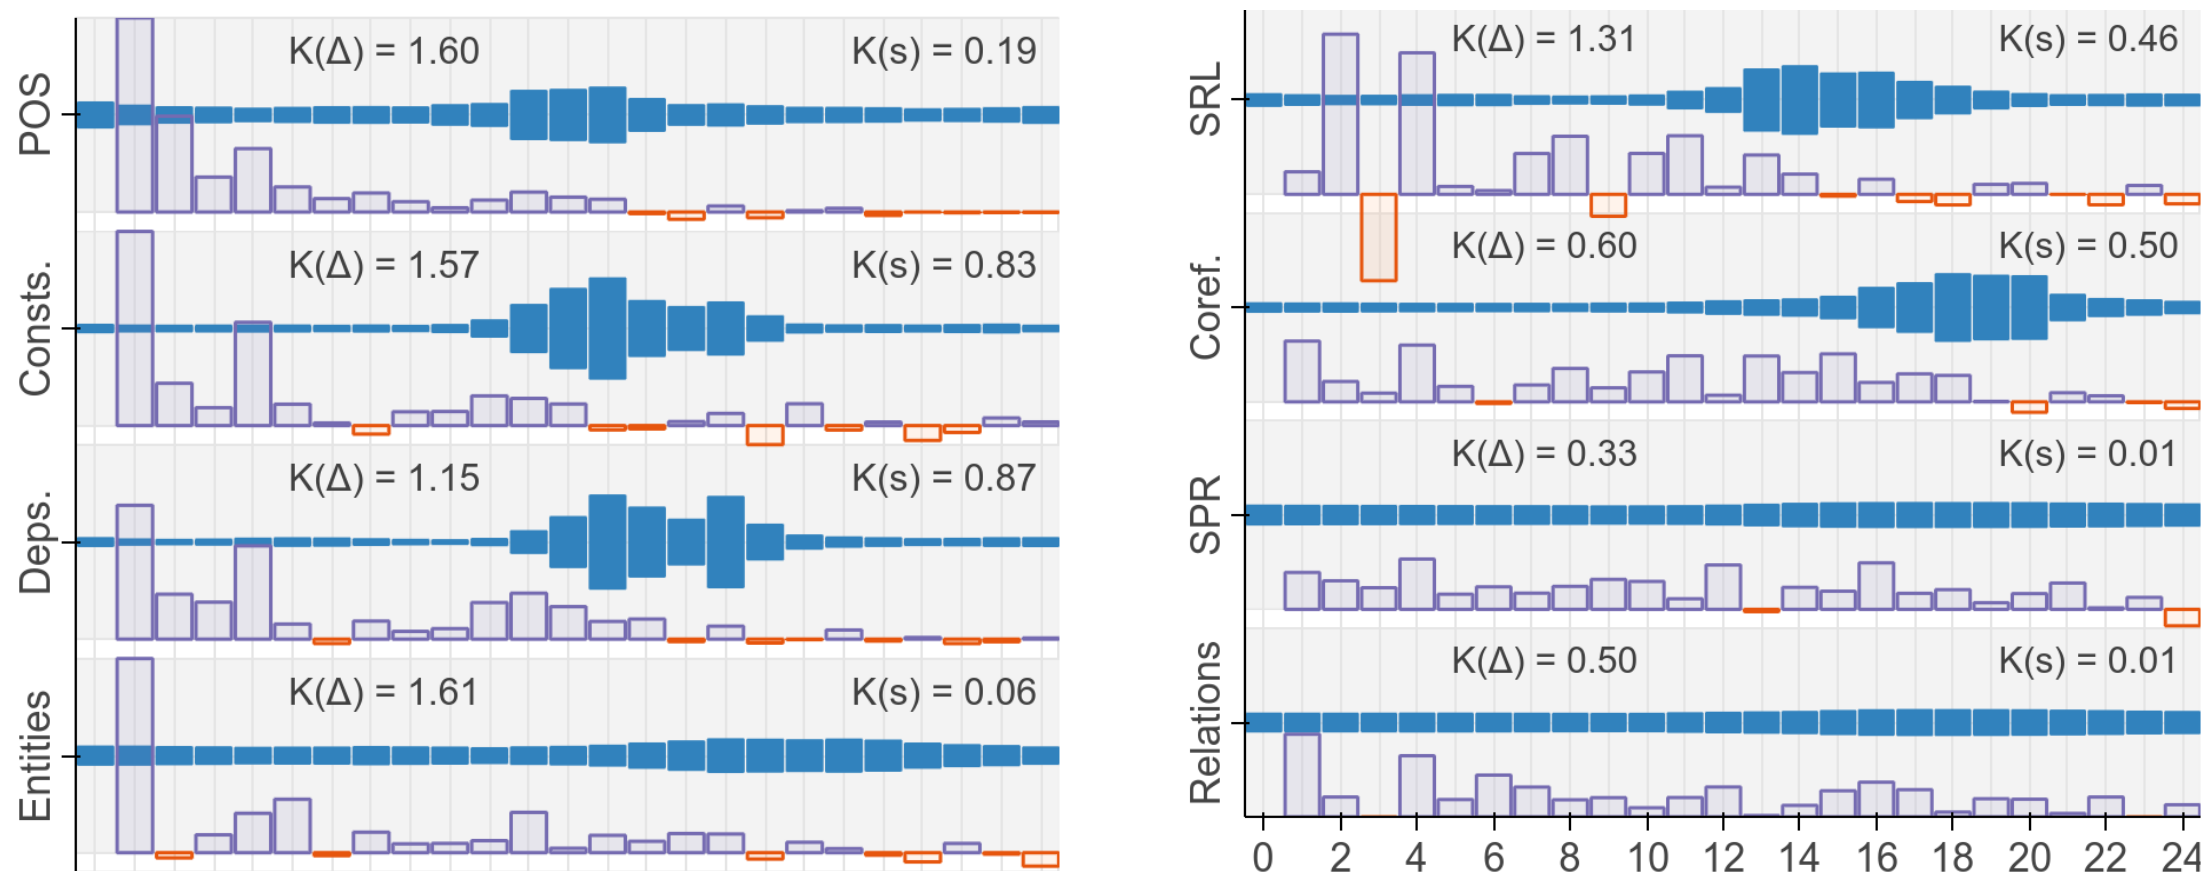 POS
K(Δ) = 1.60
K(s) = 0.19
Consts.
K(Δ) = 1.57
K(s) = 0.83
Deps.
K(Δ) = 1.15
K(s) = 0.87
Entities
K(Δ) = 1.61
K(s) = 0.06
SRL
K(Δ) = 1.31
K(s) = 0.46
Coref.
K(Δ) = 0.60
K(s) = 0.50
SPR
K(Δ) = 0.33
K(s) = 0.01
Relations
K(Δ) = 0.50
K(s) = 0.01
0 2 4 6 8 10 12 14 16 18 20 22 24